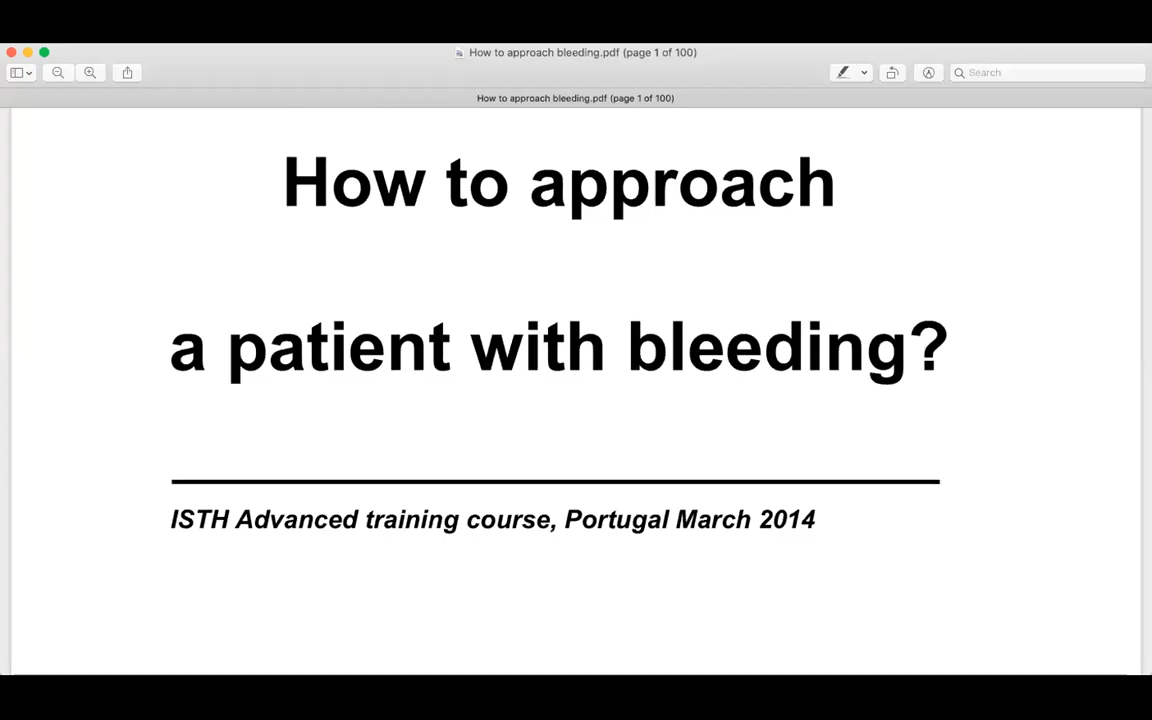 How to approach bleeding.pdf (page 1 of 100)
Search
How to approach bleeding.pdf (page 1 of 100)
How to approach
a patient with bleeding?
ISTH Advanced training course, Portugal March 2014